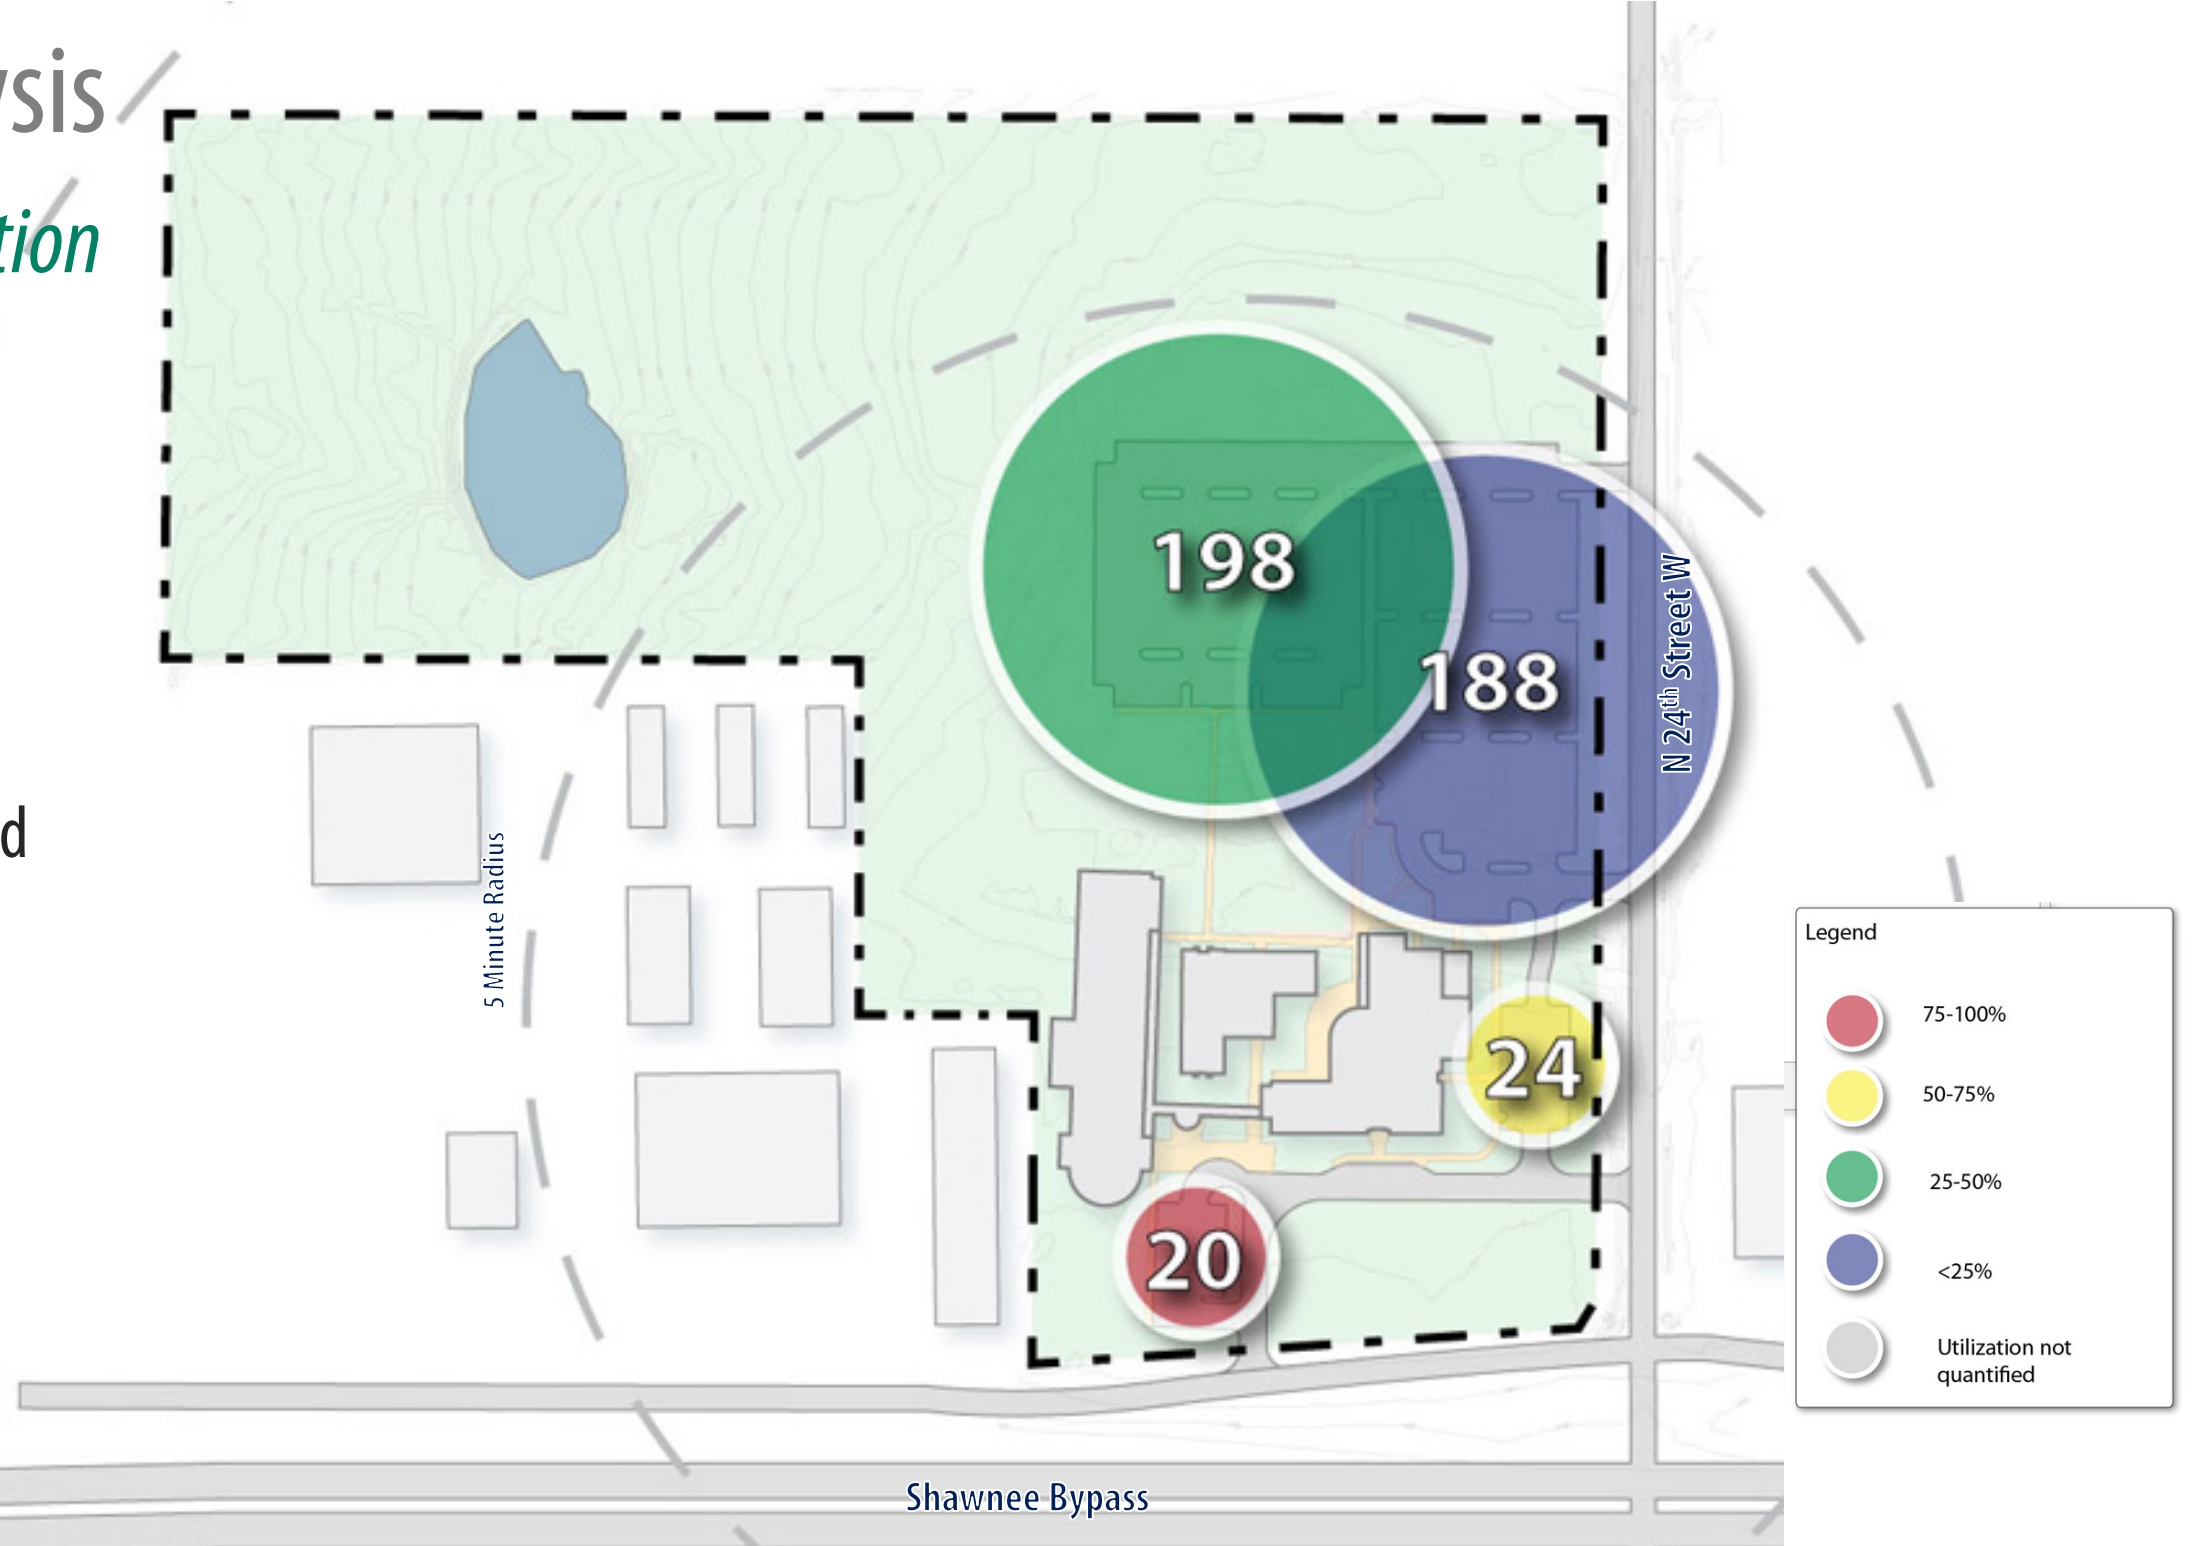 ysis
tion
d
198
188
N 24th Street W
5 Minute Radius
24
20
Shawnee Bypass
Legend
75-100%
50-75%
25-50%
<25%
Utilization not
quantified